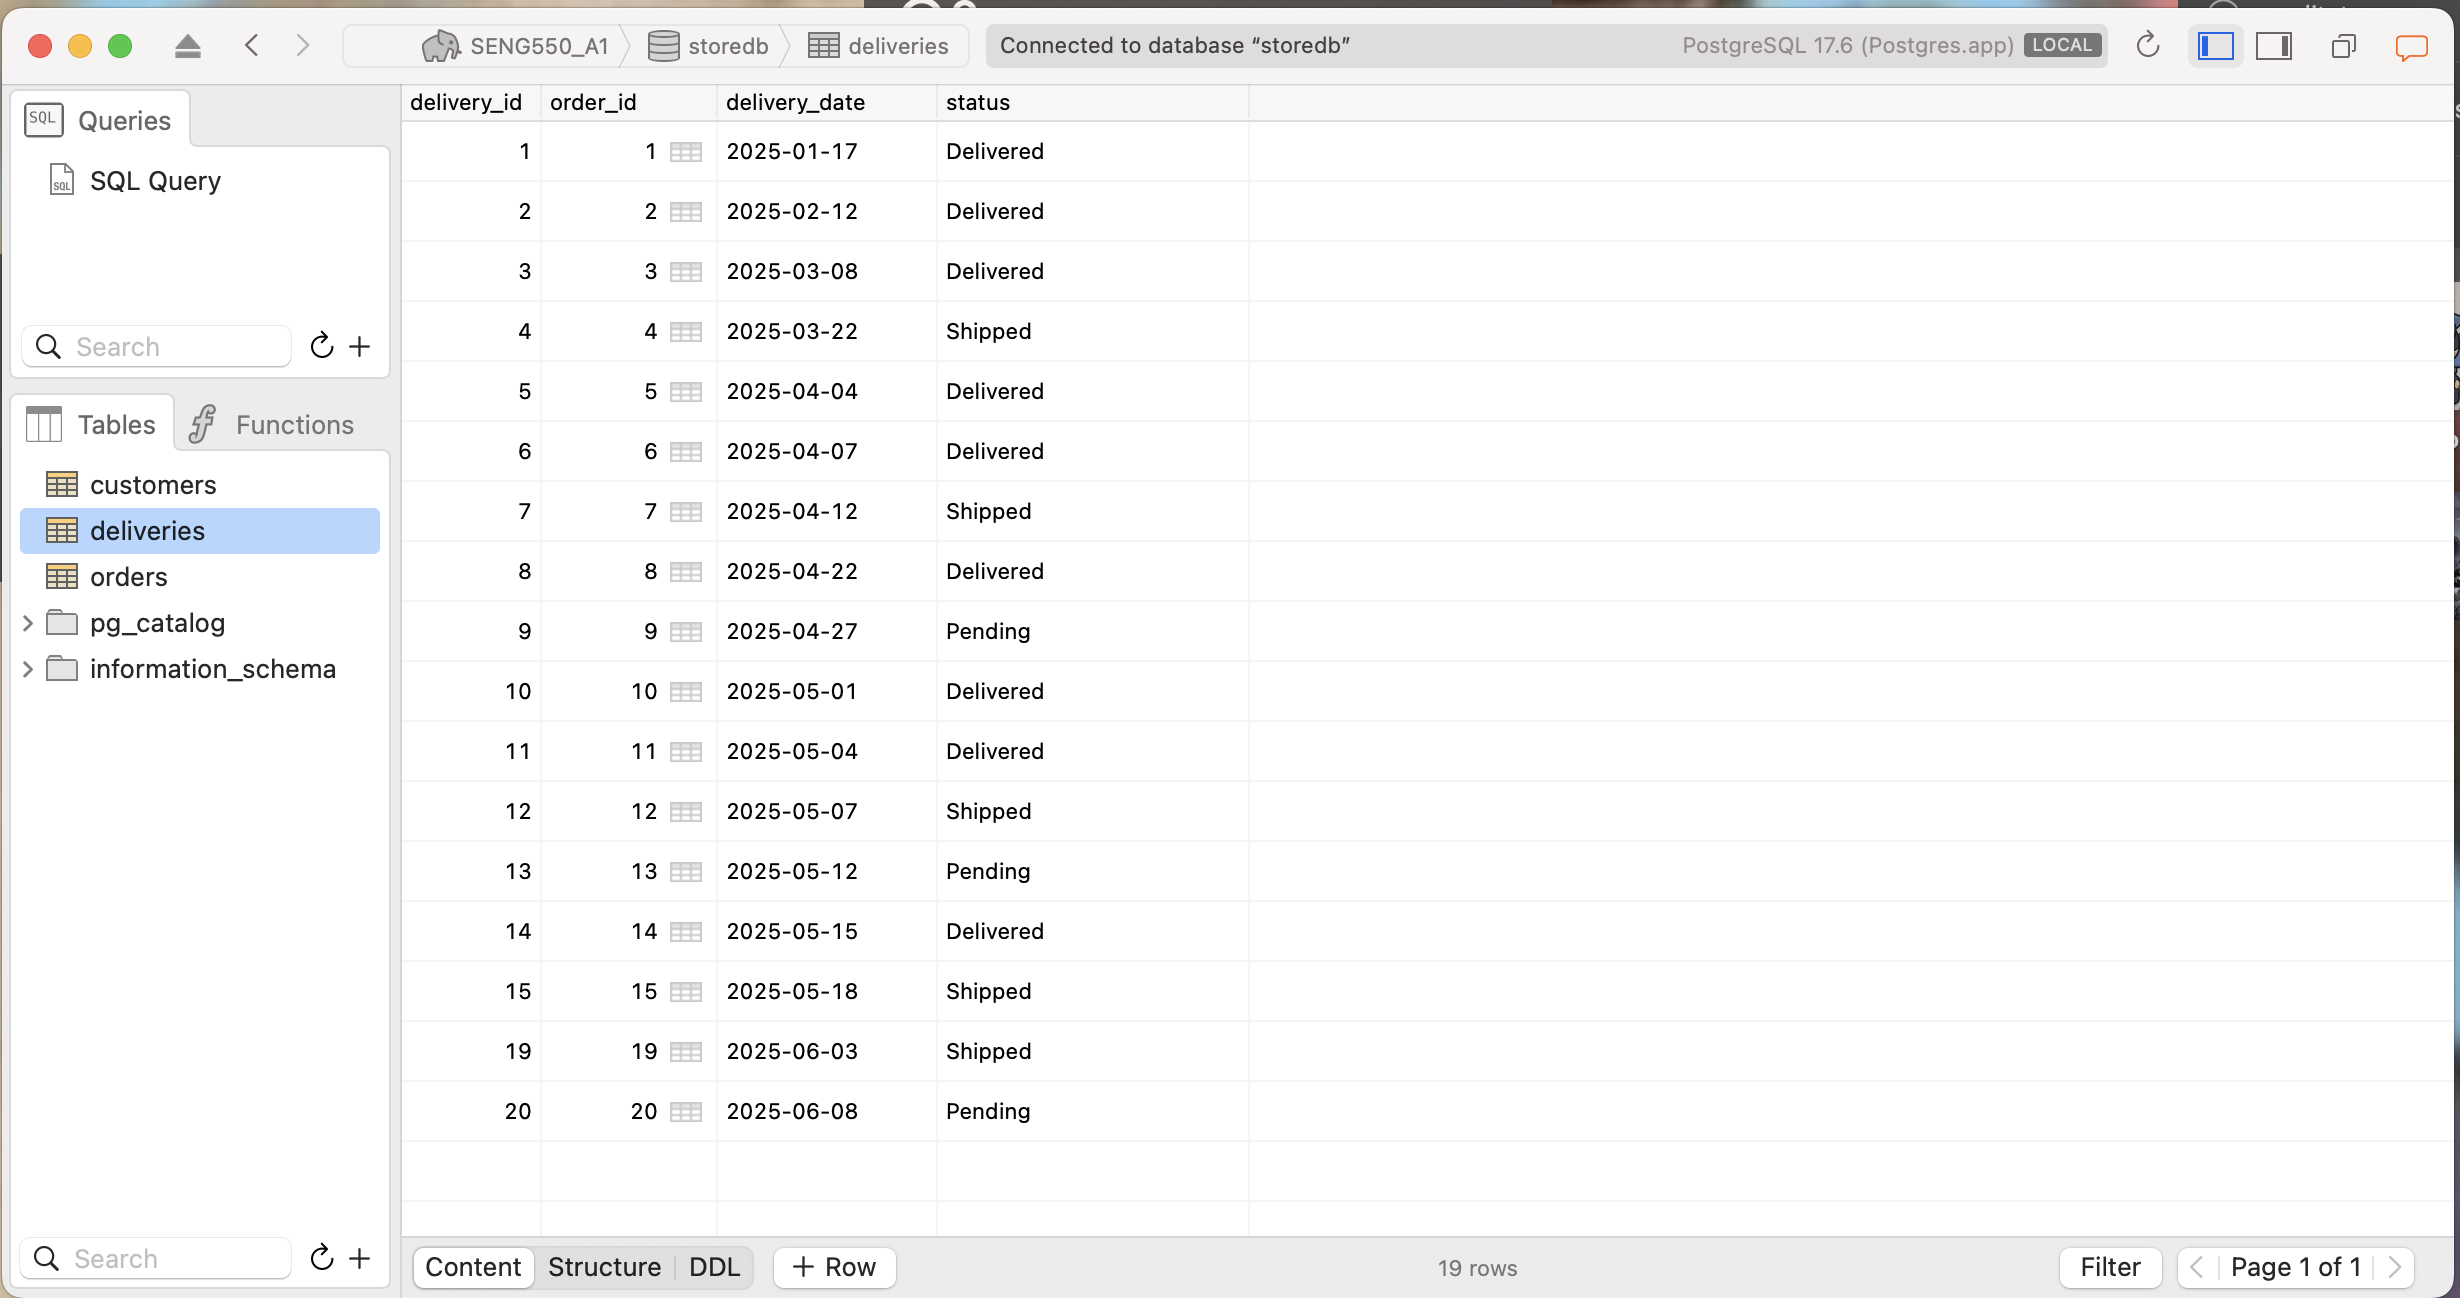 SENG550_A1 storedb deliveries Connected to database “storedb” PostgreSQL 17.6 (Postgres.app) LOCAL
SQL Queries
SQL SQL Query
Search
Tables Functions
customers
deliveries
orders
pg_catalog
information_schema
Search
delivery_id order_id delivery_date status
1 1 2025-01-17 Delivered
2 2 2025-02-12 Delivered
3 3 2025-03-08 Delivered
4 4 2025-03-22 Shipped
5 5 2025-04-04 Delivered
6 6 2025-04-07 Delivered
7 7 2025-04-12 Shipped
8 8 2025-04-22 Delivered
9 9 2025-04-27 Pending
10 10 2025-05-01 Delivered
11 11 2025-05-04 Delivered
12 12 2025-05-07 Shipped
13 13 2025-05-12 Pending
14 14 2025-05-15 Delivered
15 15 2025-05-18 Shipped
19 19 2025-06-03 Shipped
20 20 2025-06-08 Pending
Content Structure DDL + Row 19 rows Filter Page 1 of 1